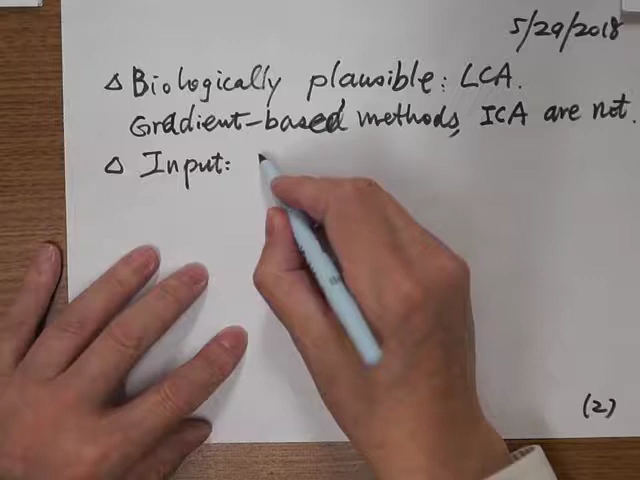 5/29/2018
△ Biologically plausible: LCA.
Gradient-based methods, ICA are not.
△ Input:
(2)